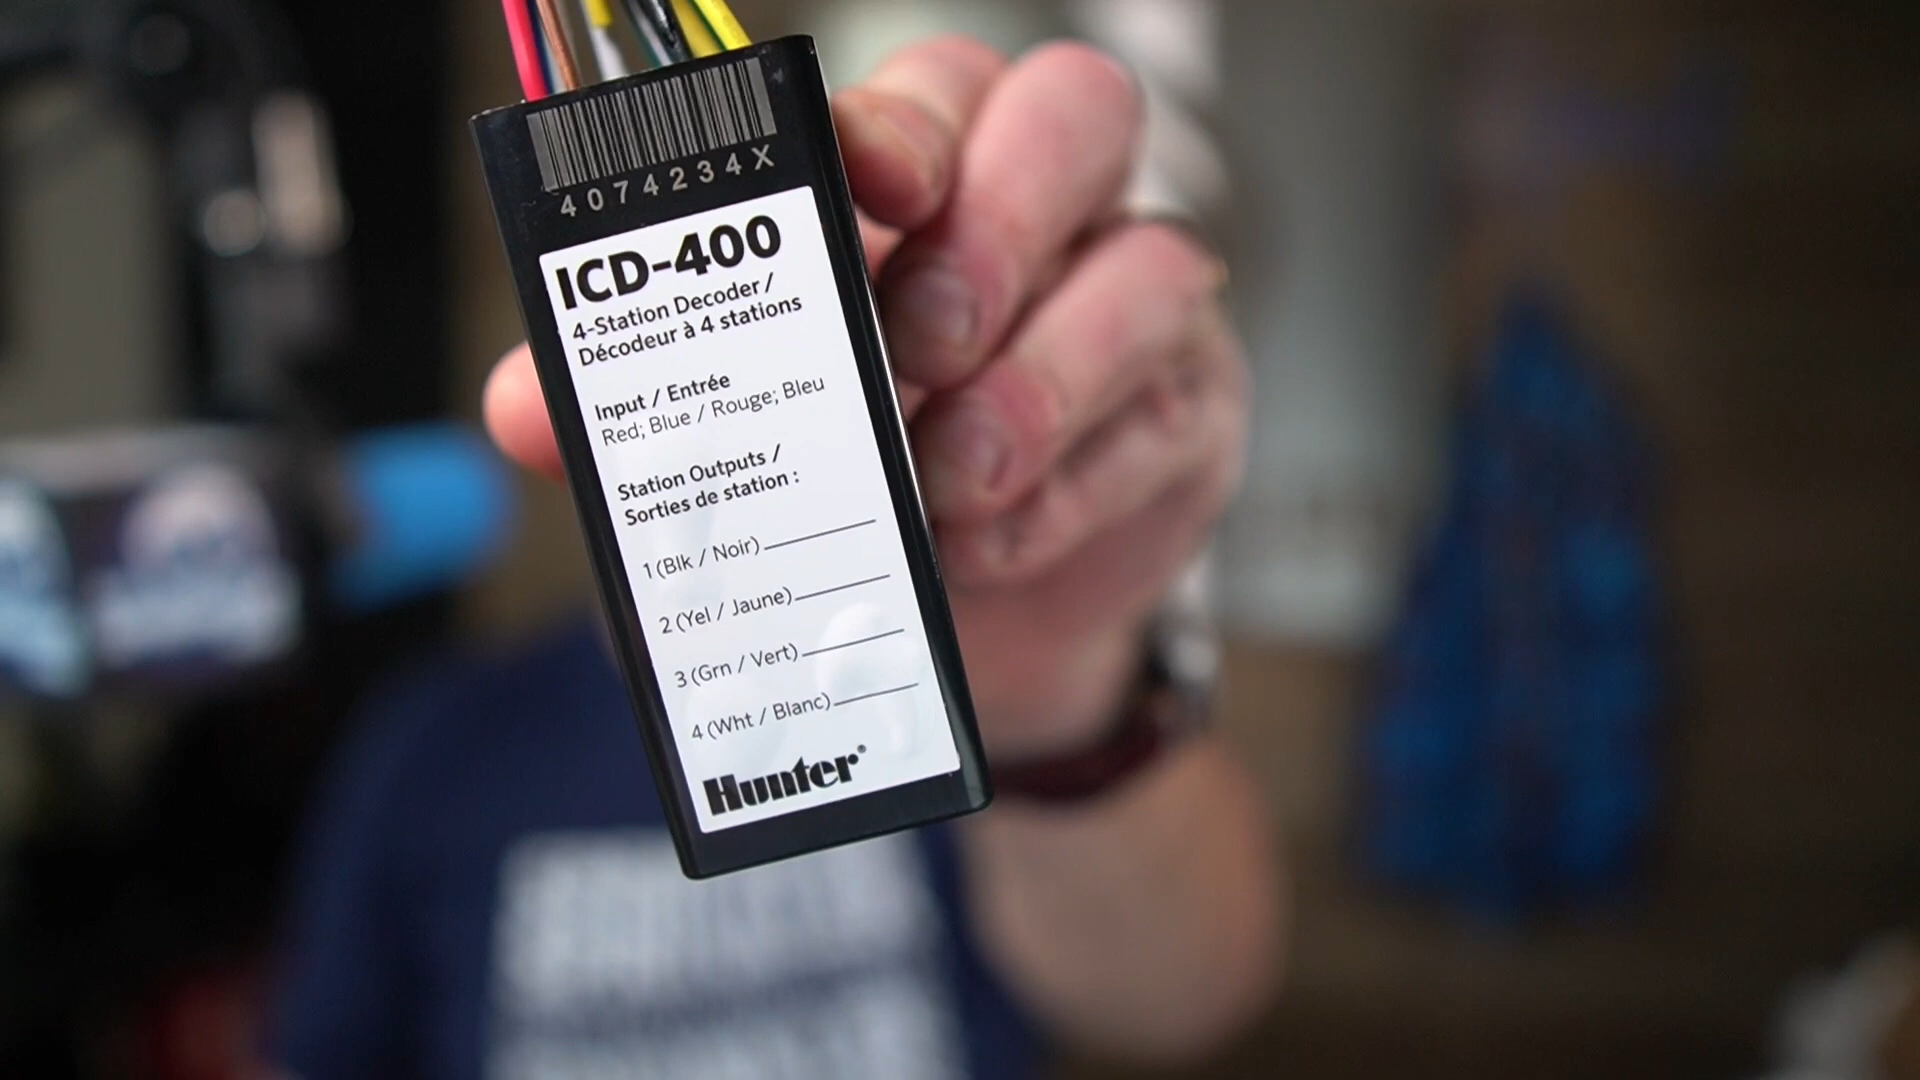 4074234X
ICD-400
4-Station Decoder /
Décodeur à 4 stations
Input / Entrée
Red; Blue / Rouge; Bleu
Station Outputs /
Sorties de station :
1 (Blk / Noir)
2 (Yel / Jaune)
3 (Grn / Vert)
4 (Wht / Blanc)
Hunter®